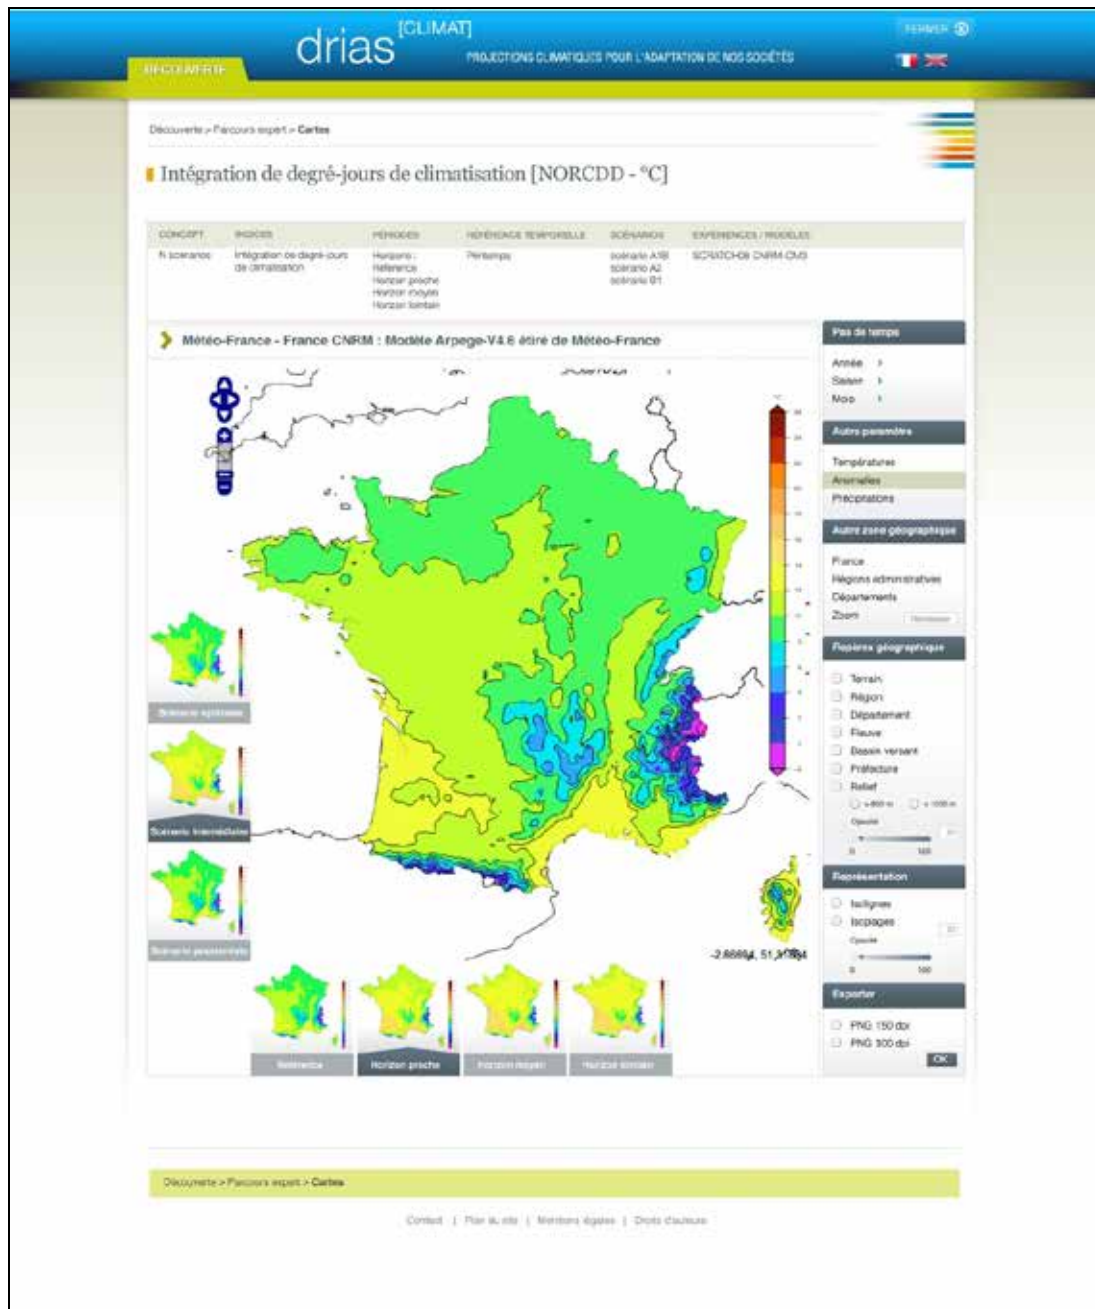 drias [CLIMAT]
PROJECTIONS CLIMATIQUES POUR L'ADAPTATION DE NOS SOCIÉTÉS
FERMER
DÉCOUVERTE
Découverte > Parcours expert > Cartes
Intégration de degré-jours de climatisation [NORCDD - °C]
CONCEPT INDICES PÉRIODES RÉFÉRENCE TEMPORELLE SCÉNARIOS EXPÉRIENCES / MODÈLES
N scénarios
Intégration de degré-jours
de climatisation
Horizons :
Référence
Horizon proche
Horizon moyen
Horizon lointain
Printemps
scénario A1B
scénario A2
scénario B1
Météo-France - France CNRM : Modèle Arpege-V4.6 étiré de Météo-France
Pas de temps
Année
Saison
Mois
Autre paramètre
Températures
Anomalies
Précipitations
Autre zone géographique
France
Régions administratives
Départements
Zoom
Repères géographique
Terrain
Région
Département
Fleuve
Bassin versant
Préfecture
Relief
Opacité
0 100
Représentation
Isolignes
Isoplages
Opacité
0 100
Exporter
PNG 150 dpi
PNG 300 dpi
OK
Scénario optimiste
Scénario intermédiaire
Scénario pessimiste
Référence
Horizon proche
Horizon moyen
Horizon lointain
Découverte > Parcours expert > Cartes
Contact | Plan du site | Mentions légales | Droits d'auteurs